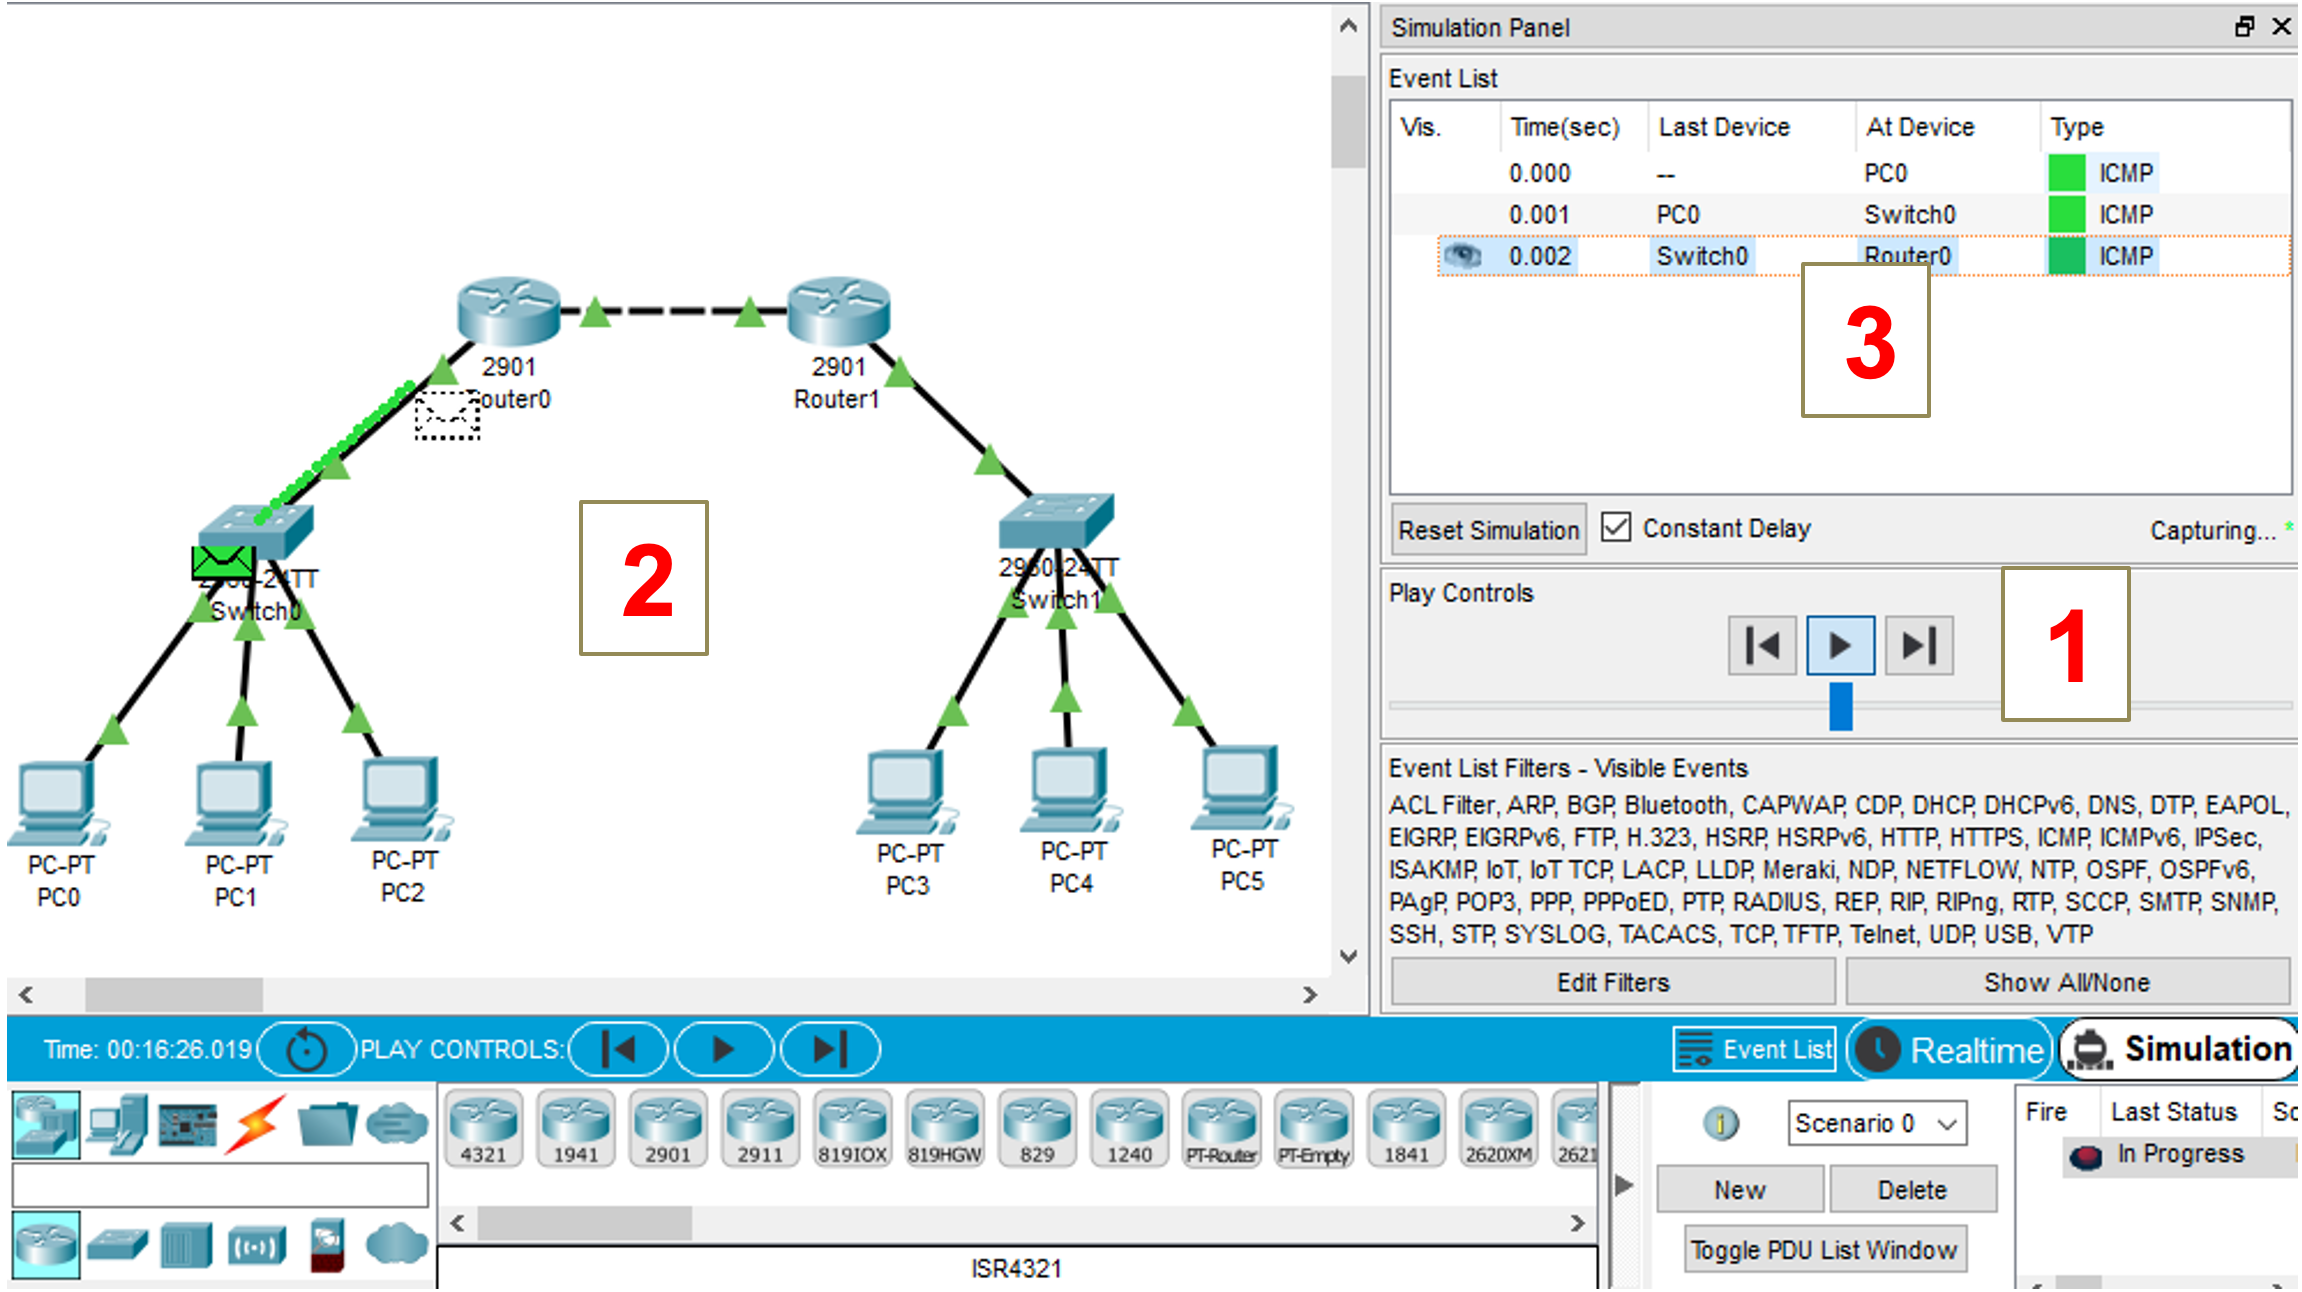 Simulation Panel
Event List
Vis. Time(sec) Last Device At Device Type
0.000 -- PC0 ICMP
0.001 PC0 Switch0 ICMP
0.002 Switch0 Router0 ICMP
3
Reset Simulation Constant Delay Capturing... *
Play Controls
1
Event List Filters - Visible Events
ACL Filter, ARP, BGP, Bluetooth, CAPWAP, CDP, DHCP, DHCPv6, DNS, DTP, EAPOL,
EIGRP, EIGRPv6, FTP, H.323, HSRP, HSRPv6, HTTP, HTTPS, ICMP, ICMPv6, IPSec,
ISAKMP, IoT, IoT TCP, LACP, LLDP, Meraki, NDP, NETFLOW, NTP, OSPF, OSPFv6,
PAgP, POP3, PPP, PPPoED, PTP, RADIUS, REP, RIP, RIPng, RTP, SCCP, SMTP, SNMP,
SSH, STP, SYSLOG, TACACS, TCP, TFTP, Telnet, UDP, USB, VTP
Edit Filters Show All/None
2901 2901
outer0 Router1
2
-24TT 2960-24TT
Switch0 Switch1
PC-PT PC-PT PC-PT PC-PT PC-PT PC-PT
PC0 PC1 PC2 PC3 PC4 PC5
Time: 00:16:26.019 PLAY CONTROLS: Event List Realtime Simulation
4321 1941 2901 2911 819IOX 819HGW 829 1240 PT-Router PT-Empty 1841 2620XM 2621
ISR4321
Scenario 0
New Delete
Toggle PDU List Window
Fire Last Status Sc
In Progress